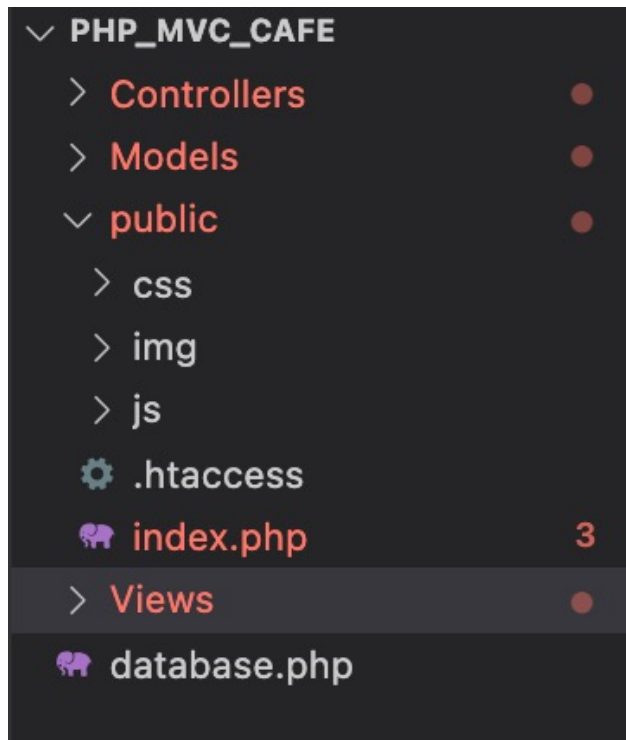 PHP_MVC_CAFE
Controllers
Models
public
css
img
js
.htaccess
index.php 3
Views
database.php